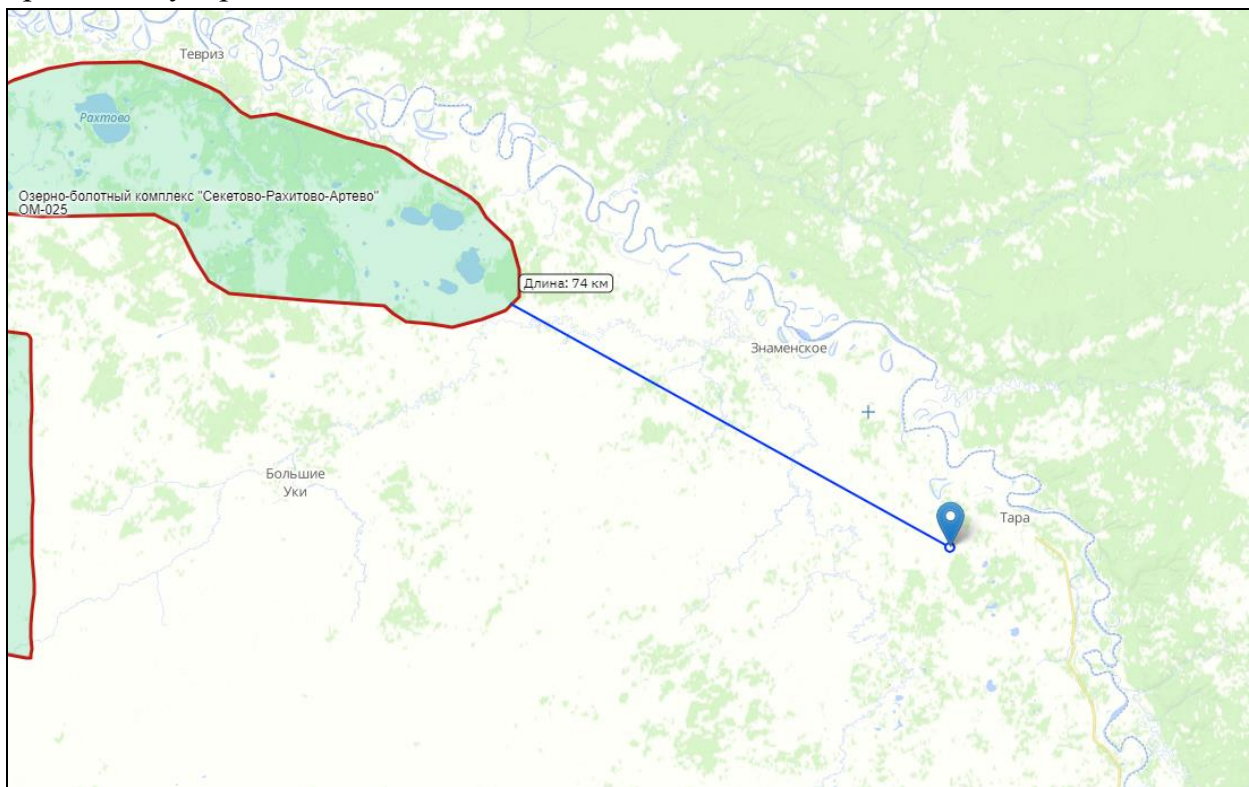 Тевриз
Рахтово
Озерно-болотный комплекс "Секетово-Рахитово-Артево"
ОМ-025
Длина: 74 км
Знаменское
Большие
Уки
Тара